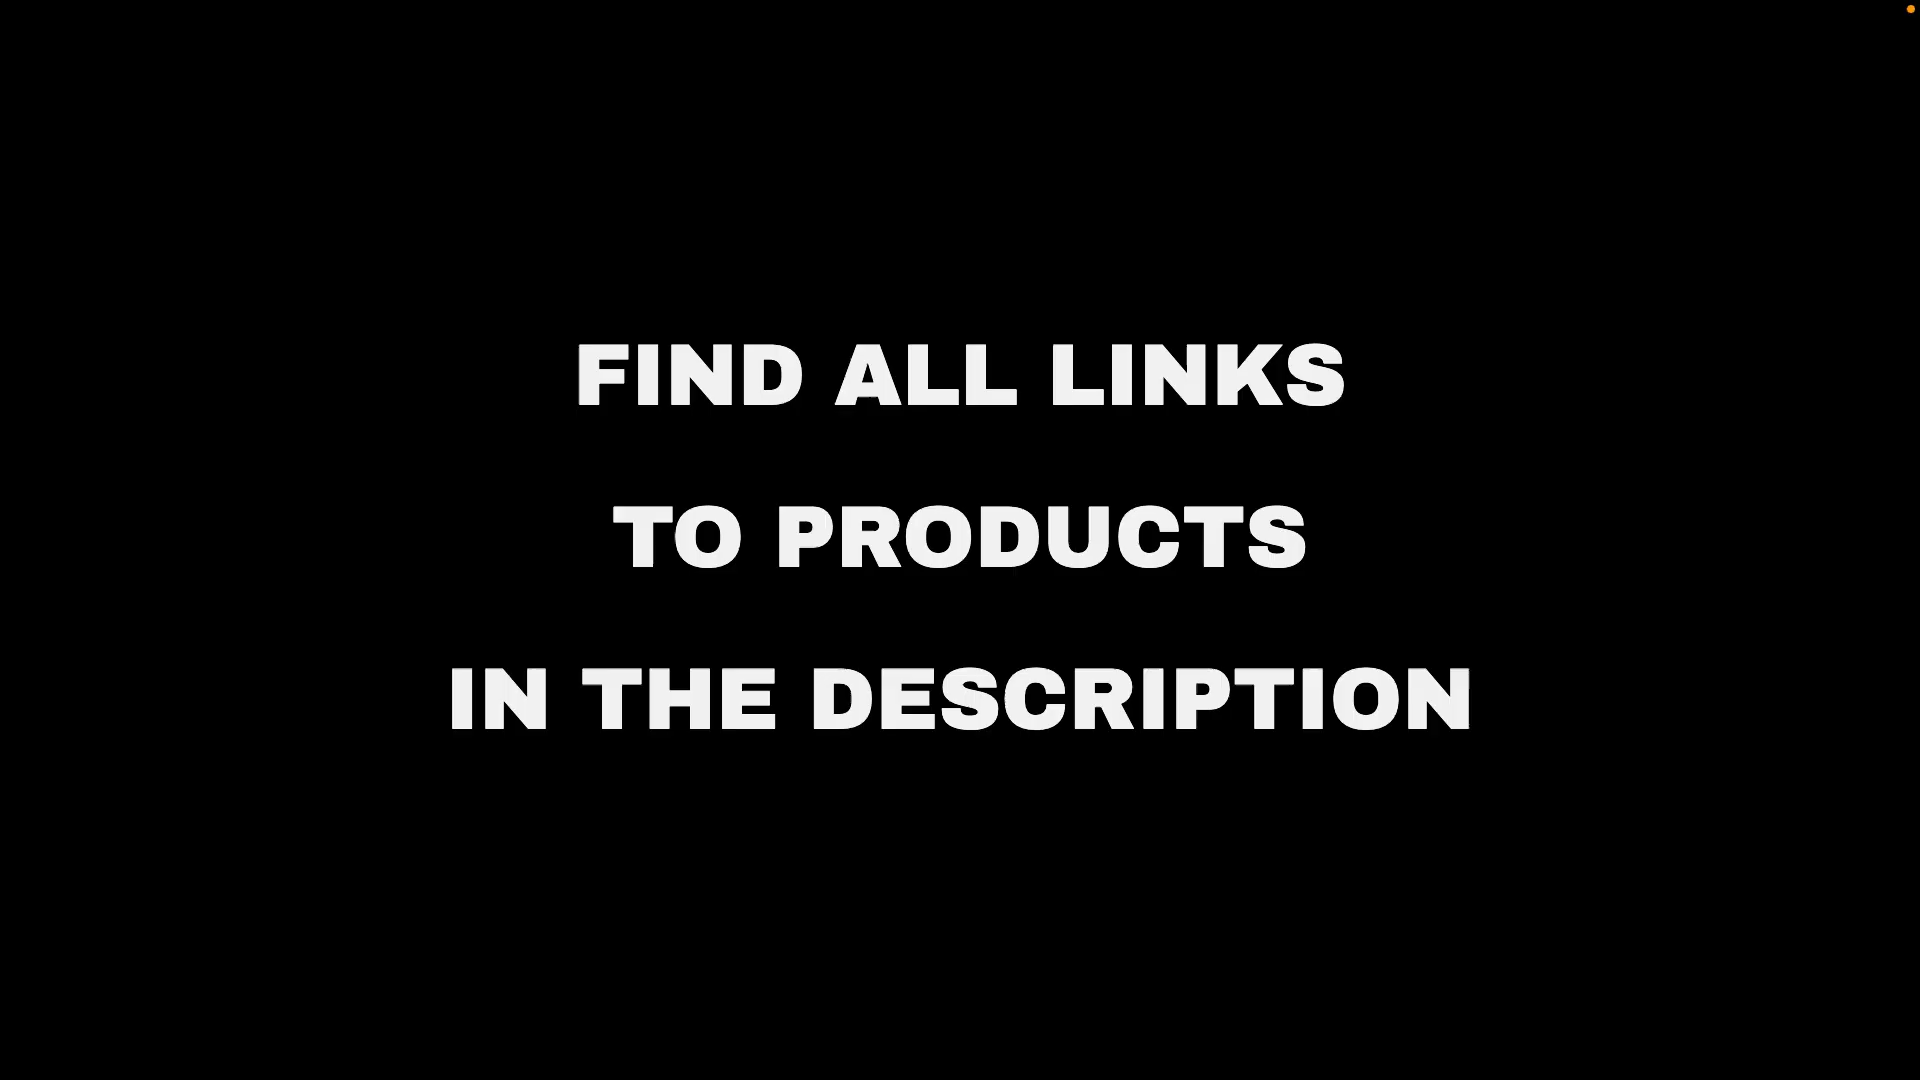 FIND ALL LINKS
TO PRODUCTS
IN THE DESCRIPTION